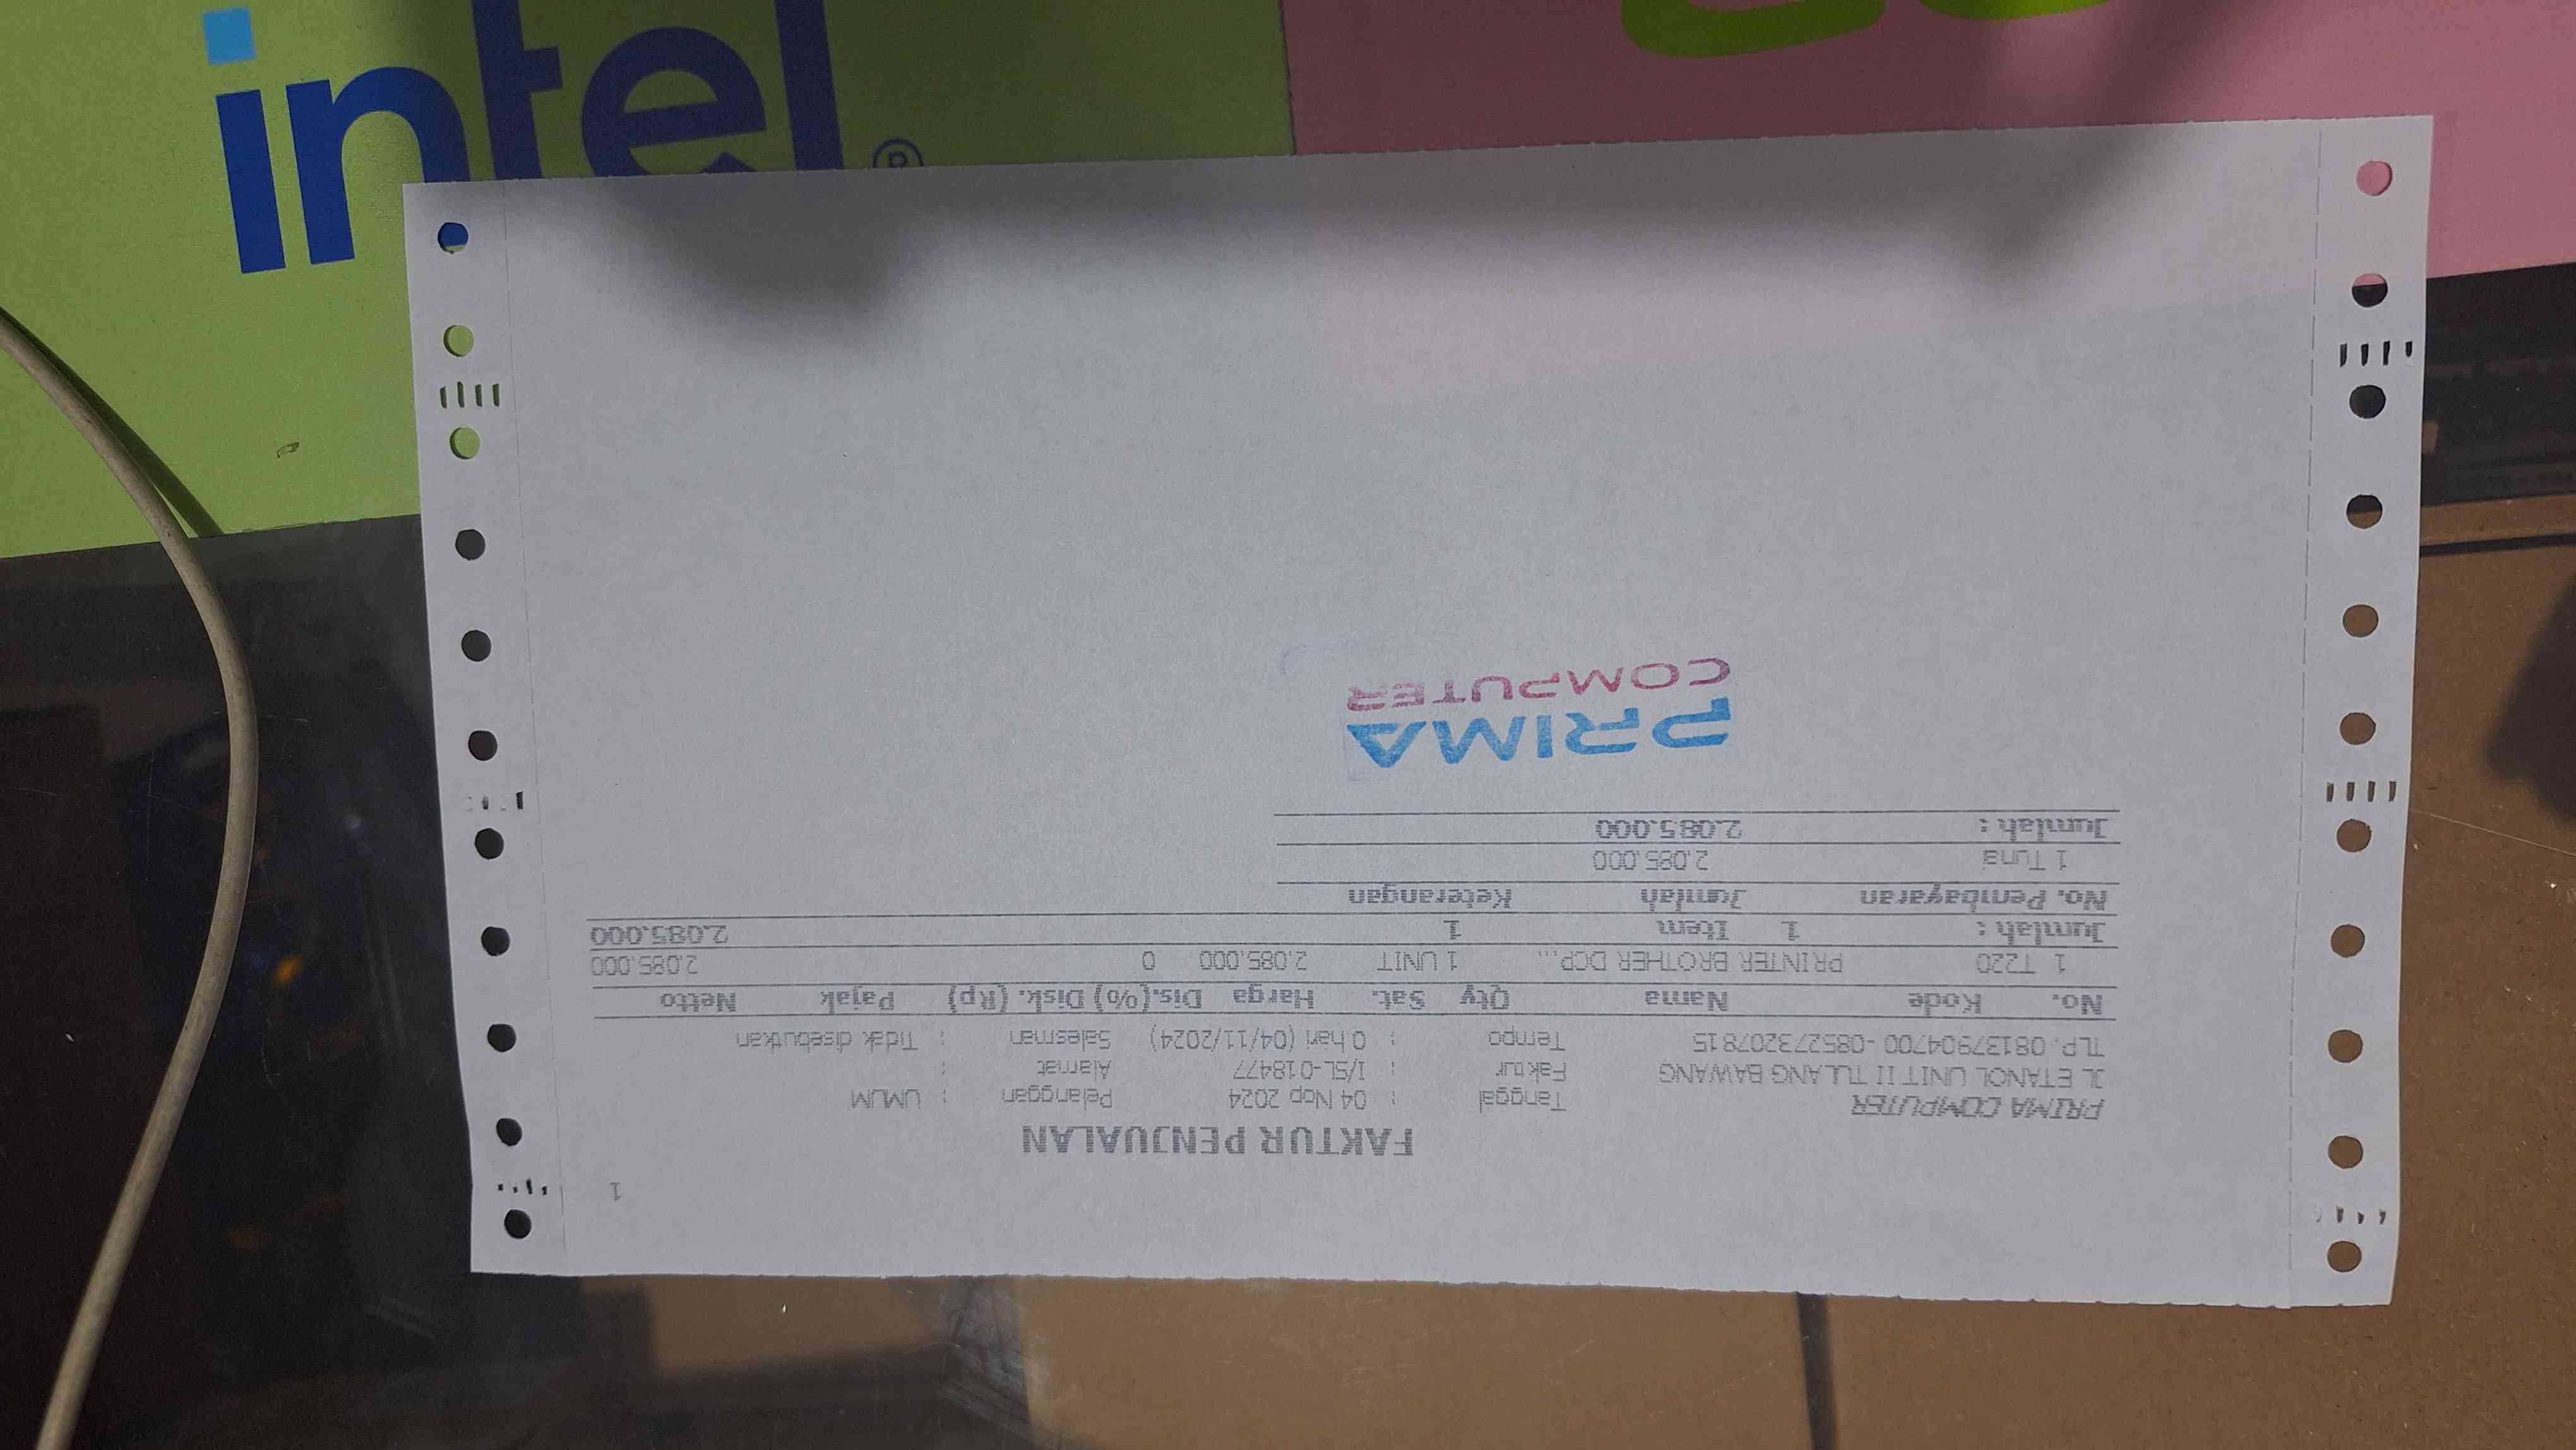 intel®
1
FAKTUR PENJUALAN
PRIMA COMPUTER Tanggal : 04 Nop 2024 Pelanggan : UMUM
JL ETANOL UNIT II TULANG BAWANG Faktur : I/SL-018477 Alamat :
TLP. 08137904700 -085273207815 Tempo : 0 hari (04/11/2024) Salesman : Tidak disebutkan
No. Kode Nama Qty Sat. Harga Dis.(%) Disk. (Rp) Pajak Netto
1 T220 PRINTER BROTHER DCP... 1 UNIT 2.085.000 0 2.085.000
Jumlah : 1 Item 1 2.085.000
No. Pembayaran Jumlah Keterangan
1 Tunai 2.085.000
Jumlah : 2.085.000
PRIMA
COMPUTER